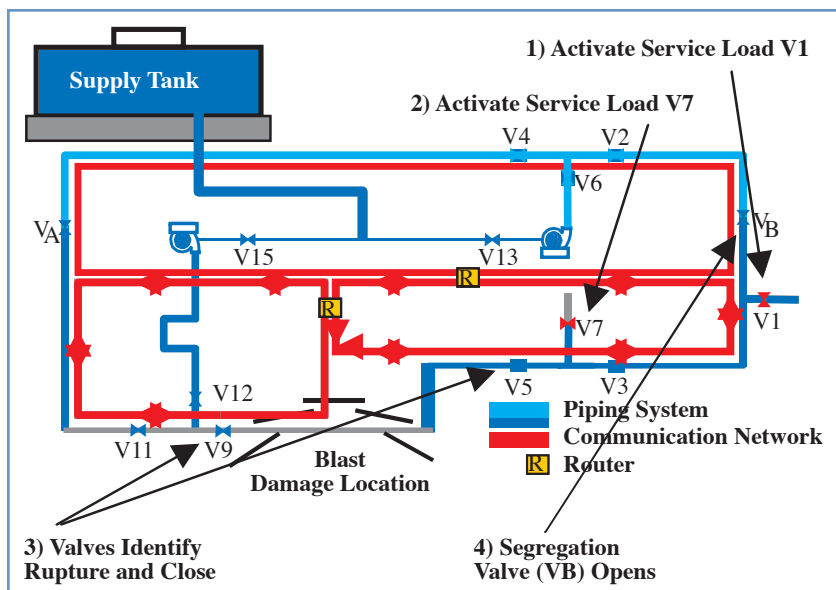 1) Activate Service Load V1
Supply Tank
2) Activate Service Load V7
V4
V2
V6
VA
VB
V15
V13
R
R
V7
V1
V12
V5
V3
Piping System
V11
V9
Communication Network
Blast
Damage Location
R
Router
3) Valves Identify
Rupture and Close
4) Segregation
Valve (VB) Opens